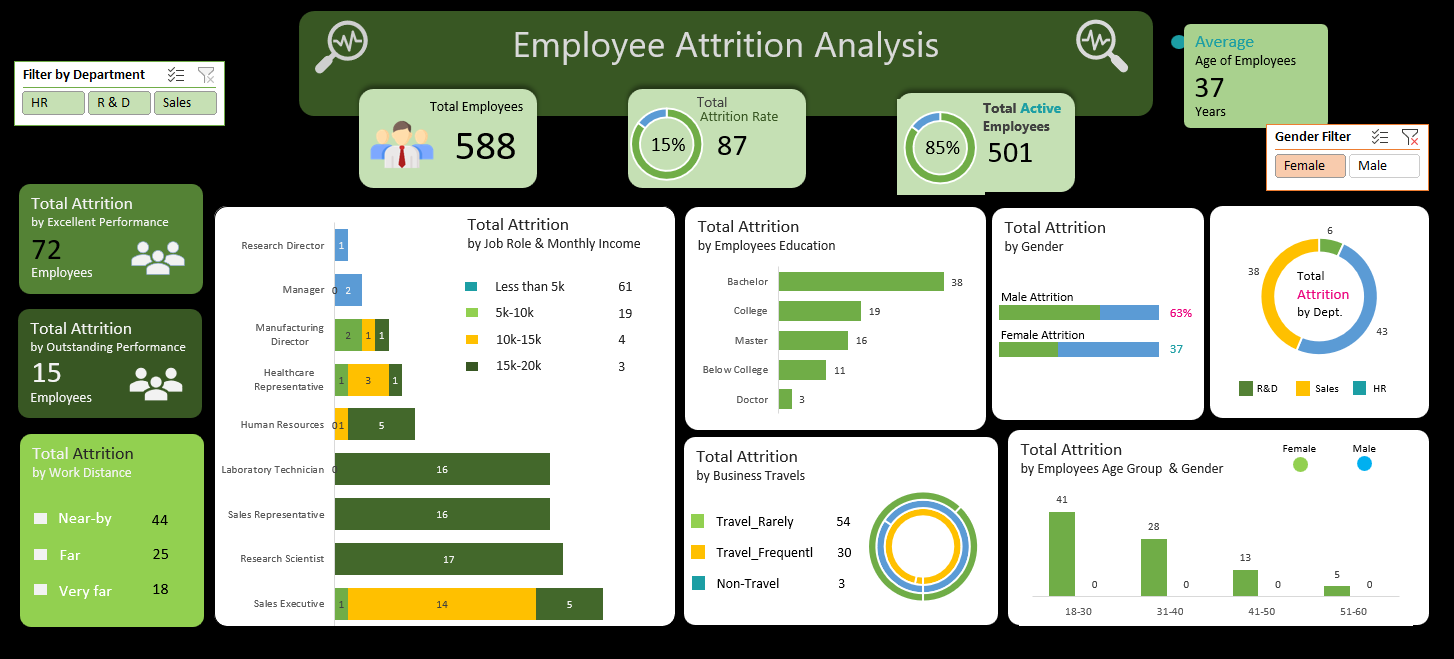 Employee Attrition Analysis
Filter by Department
HR
R & D
Sales
Total Employees
588
Total
Attrition Rate
15%
87
Total Active
Employees
85%
501
Average
Age of Employees
37
Years
Gender Filter
Female
Male
Total Attrition
by Excellent Performance
72
Employees
Total Attrition
by Outstanding Performance
15
Employees
Total Attrition
by Work Distance
Near-by 44
Far 25
Very far 18
Total Attrition
by Job Role & Monthly Income
Less than 5k 61
5k-10k 19
10k-15k 4
15k-20k 3
Research Director 1
Manager 0 2
Manufacturing
Director
2 1 1
Healthcare
Representative
1 3 1
Human Resources 0 1 5
Laboratory Technician 0 16
Sales Representative 16
Research Scientist 17
Sales Executive 1 14 5
Total Attrition
by Employees Education
Bachelor 38
College 19
Master 16
Below College 11
Doctor 3
Total Attrition
by Gender
Male Attrition
63%
Female Attrition
37
6
38
43
Total
Attrition
by Dept.
R&D Sales HR
Total Attrition
by Business Travels
Travel_Rarely 54
Travel_Frequentl 30
Non-Travel 3
Total Attrition
by Employees Age Group & Gender
Female Male
41 0
28 0
13 0
5 0
18-30 31-40 41-50 51-60